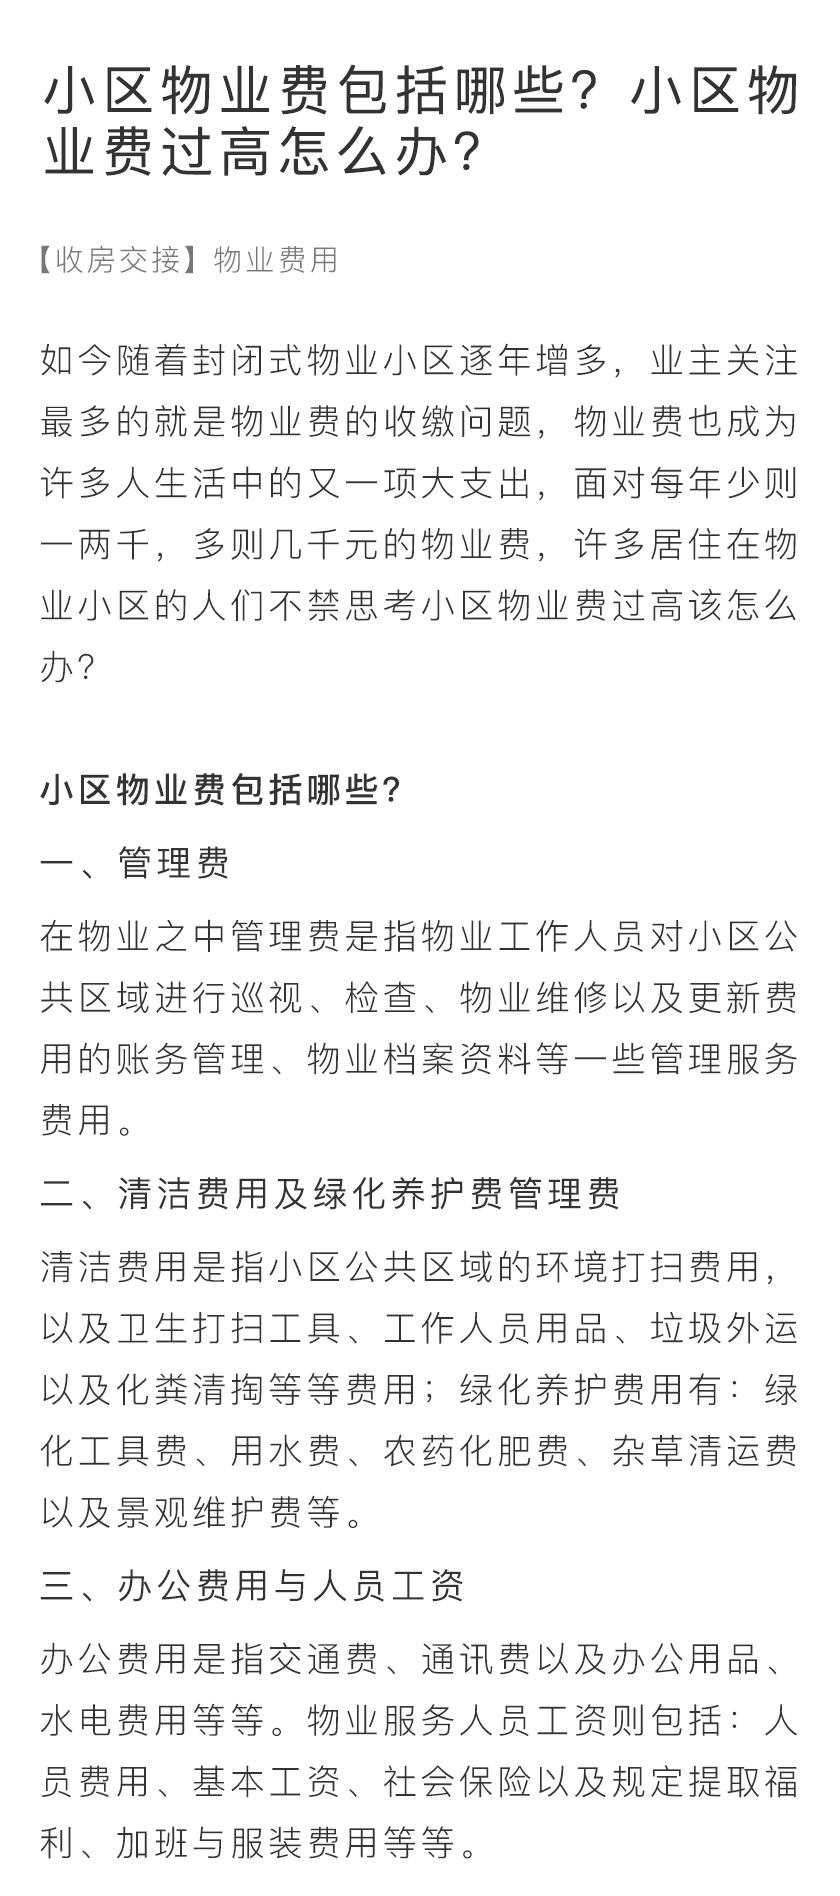 小区物业费包括哪些？小区物
业费过高怎么办？
【收房交接】物业费用
如今随着封闭式物业小区逐年增多，业主关注
最多的就是物业费的收缴问题，物业费也成为
许多人生活中的又一项大支出，面对每年少则
一两千，多则几千元的物业费，许多居住在物
业小区的人们不禁思考小区物业费过高该怎么
办？
小区物业费包括哪些？
一、管理费
在物业之中管理费是指物业工作人员对小区公
共区域进行巡视、检查、物业维修以及更新费
用的账务管理、物业档案资料等一些管理服务
费用。
二、清洁费用及绿化养护费管理费
清洁费用是指小区公共区域的环境打扫费用，
以及卫生打扫工具、工作人员用品、垃圾外运
以及化粪清掏等等费用；绿化养护费用有：绿
化工具费、用水费、农药化肥费、杂草清运费
以及景观维护费等。
三、办公费用与人员工资
办公费用是指交通费、通讯费以及办公用品、
水电费用等等。物业服务人员工资则包括：人
员费用、基本工资、社会保险以及规定提取福
利、加班与服装费用等等。